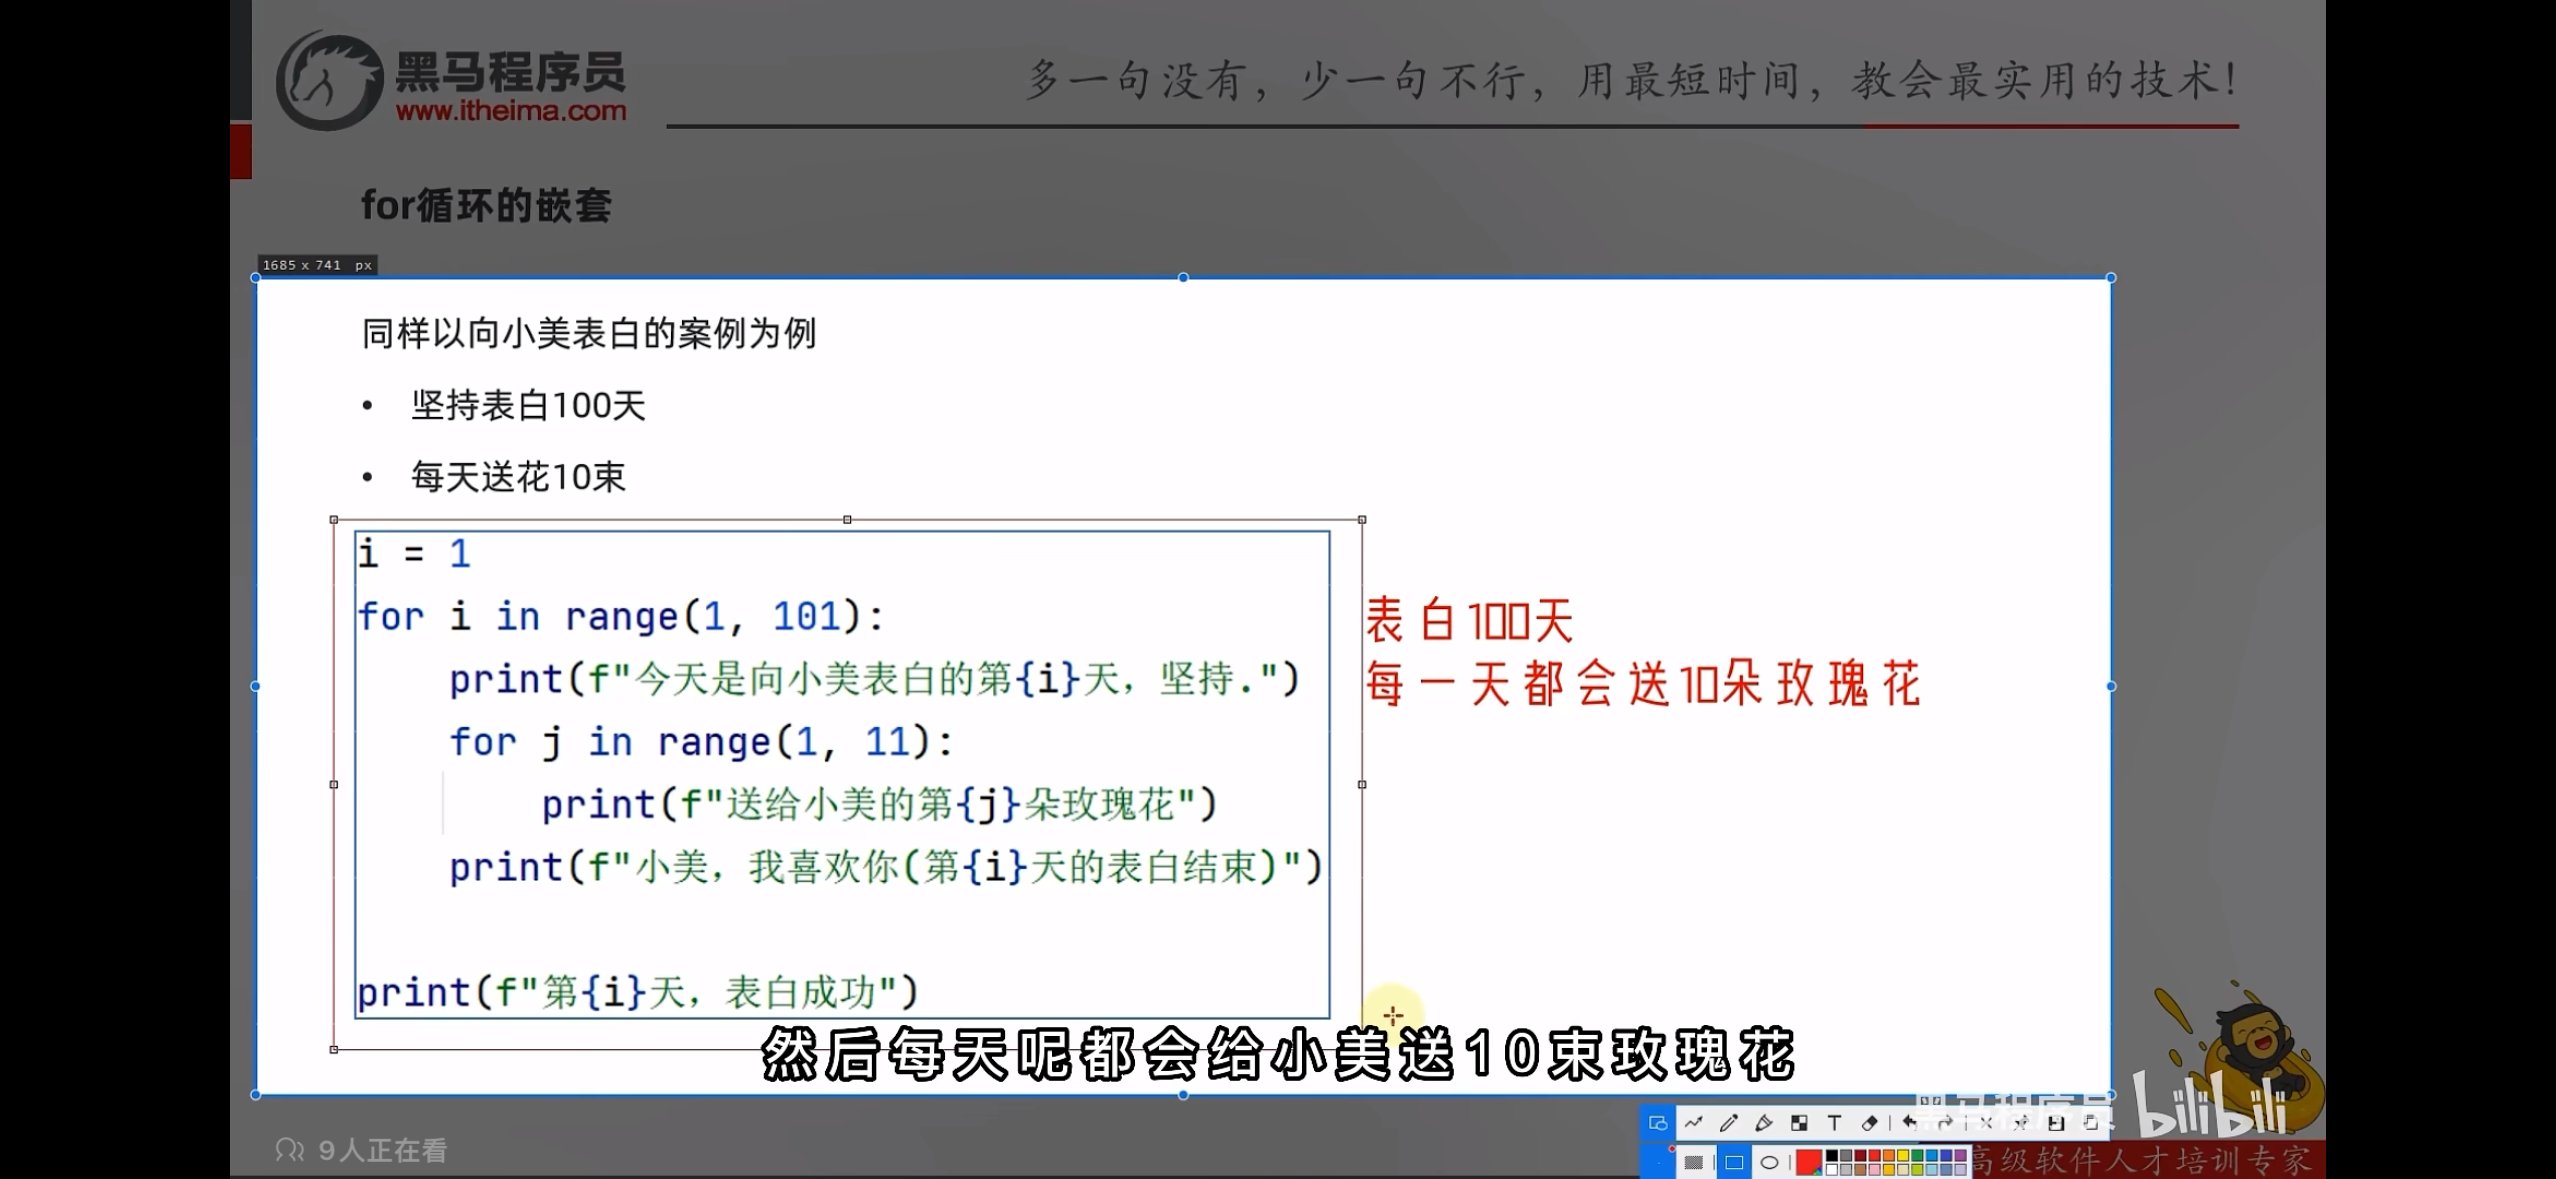 黑马程序员
www.itheima.com
多一句没有，少一句不行，用最短时间，教会最实用的技术！
for循环的嵌套
1685 x 741 px
同样以向小美表白的案例为例
• 坚持表白100天
• 每天送花10束
i = 1
for i in range(1, 101):
    print(f"今天是向小美表白的第{i}天，坚持.")
    for j in range(1, 11):
        print(f"送给小美的第{j}朵玫瑰花")
    print(f"小美，我喜欢你(第{i}天的表白结束)")
print(f"第{i}天，表白成功")
表白100天
每一天都会送10朵玫瑰花
然后每天呢都会给小美送10束玫瑰花
9人正在看
黑马程序员
bilibili
高级软件人才培训专家